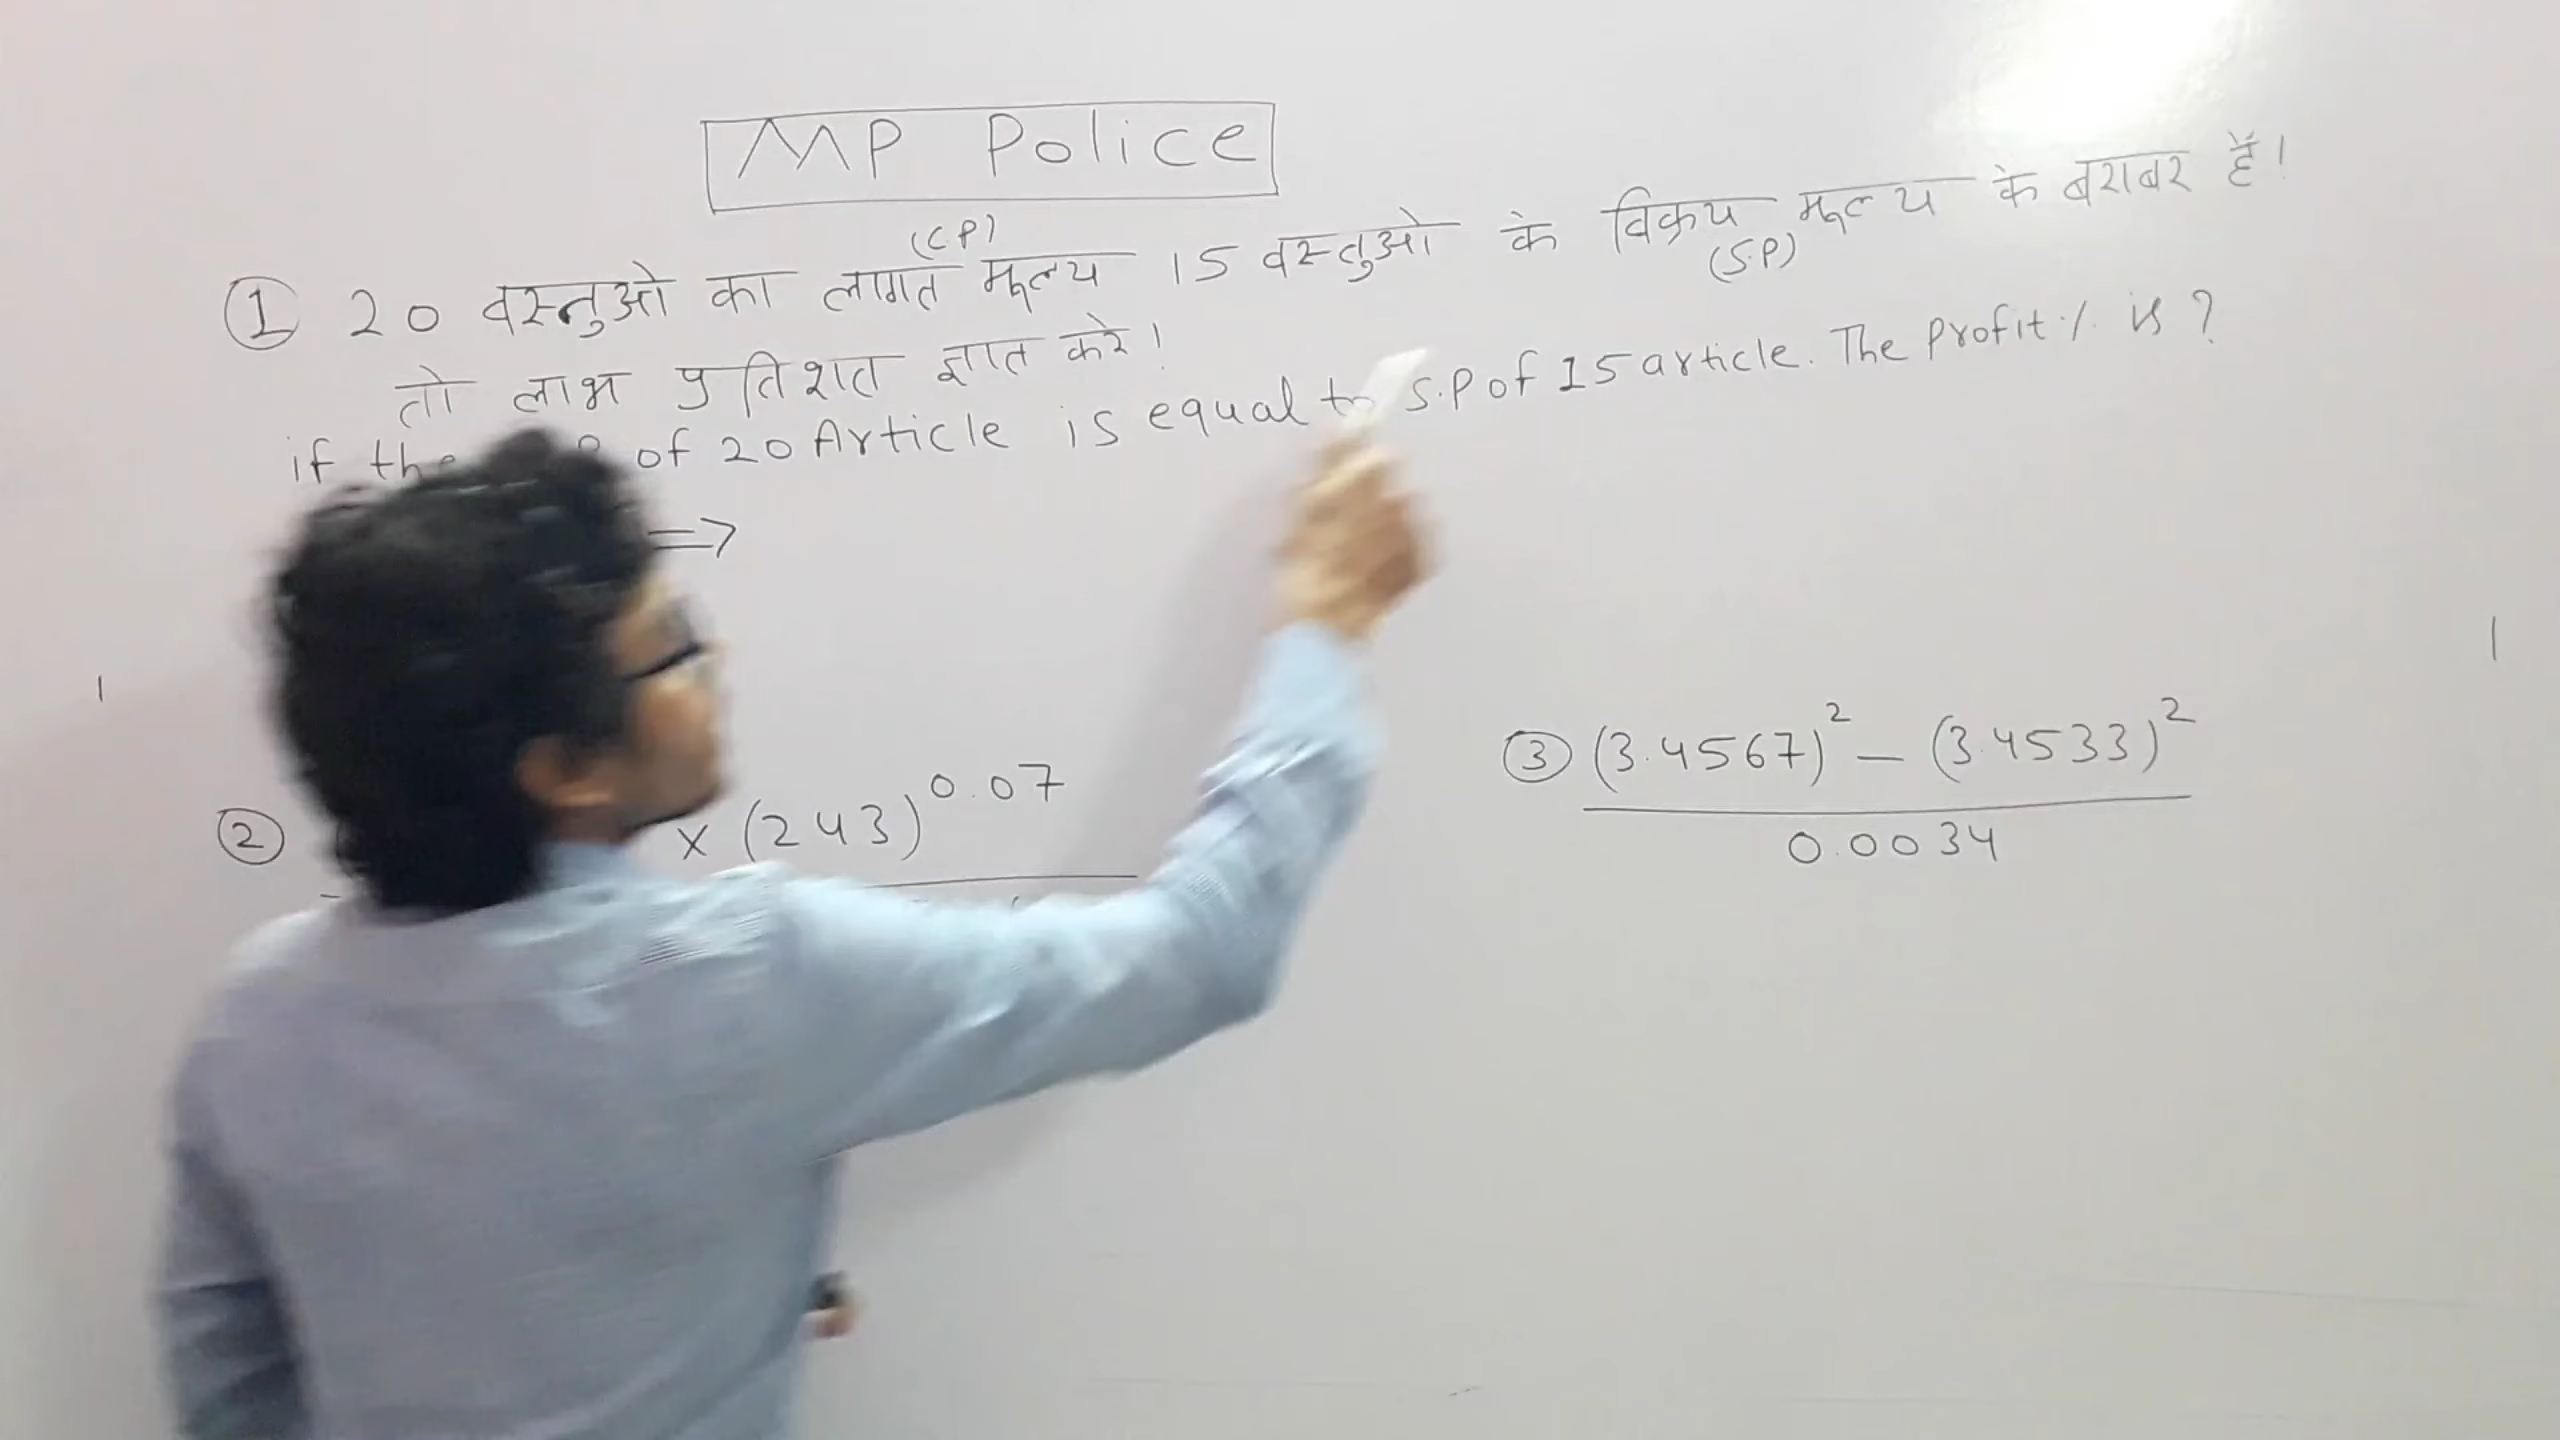 MP Police
(CP)
① 20 वस्तुओ का लागत मूल्य 15 वस्तुओ के विक्रय मूल्य के बराबर हैं।
(S.P)
तो लाभ प्रतिशत ज्ञात करे।
if the of 20 Article is equal to S.P of 15 article. The Profit % is ?
=>
② x (243)^0.07
③ (3.4567)^2 – (3.4533)^2
0.0034